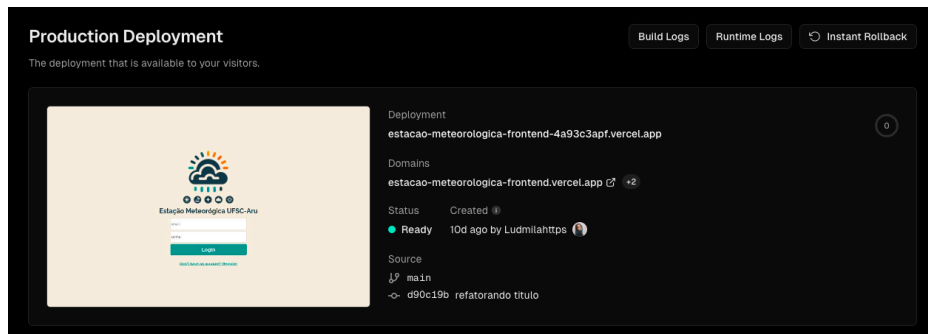 Production Deployment
Build Logs
Runtime Logs
Instant Rollback
The deployment that is available to your visitors.
Deployment
estacao-meteorologica-frontend-4a93c3apf.vercel.app
0
Domains
estacao-meteorologica-frontend.vercel.app
+2
Status
Created
Ready
10d ago by Ludmilahttps
Source
main
d90c19b refatorando titulo
Estação Meteorógica UFSC-Aru
Login